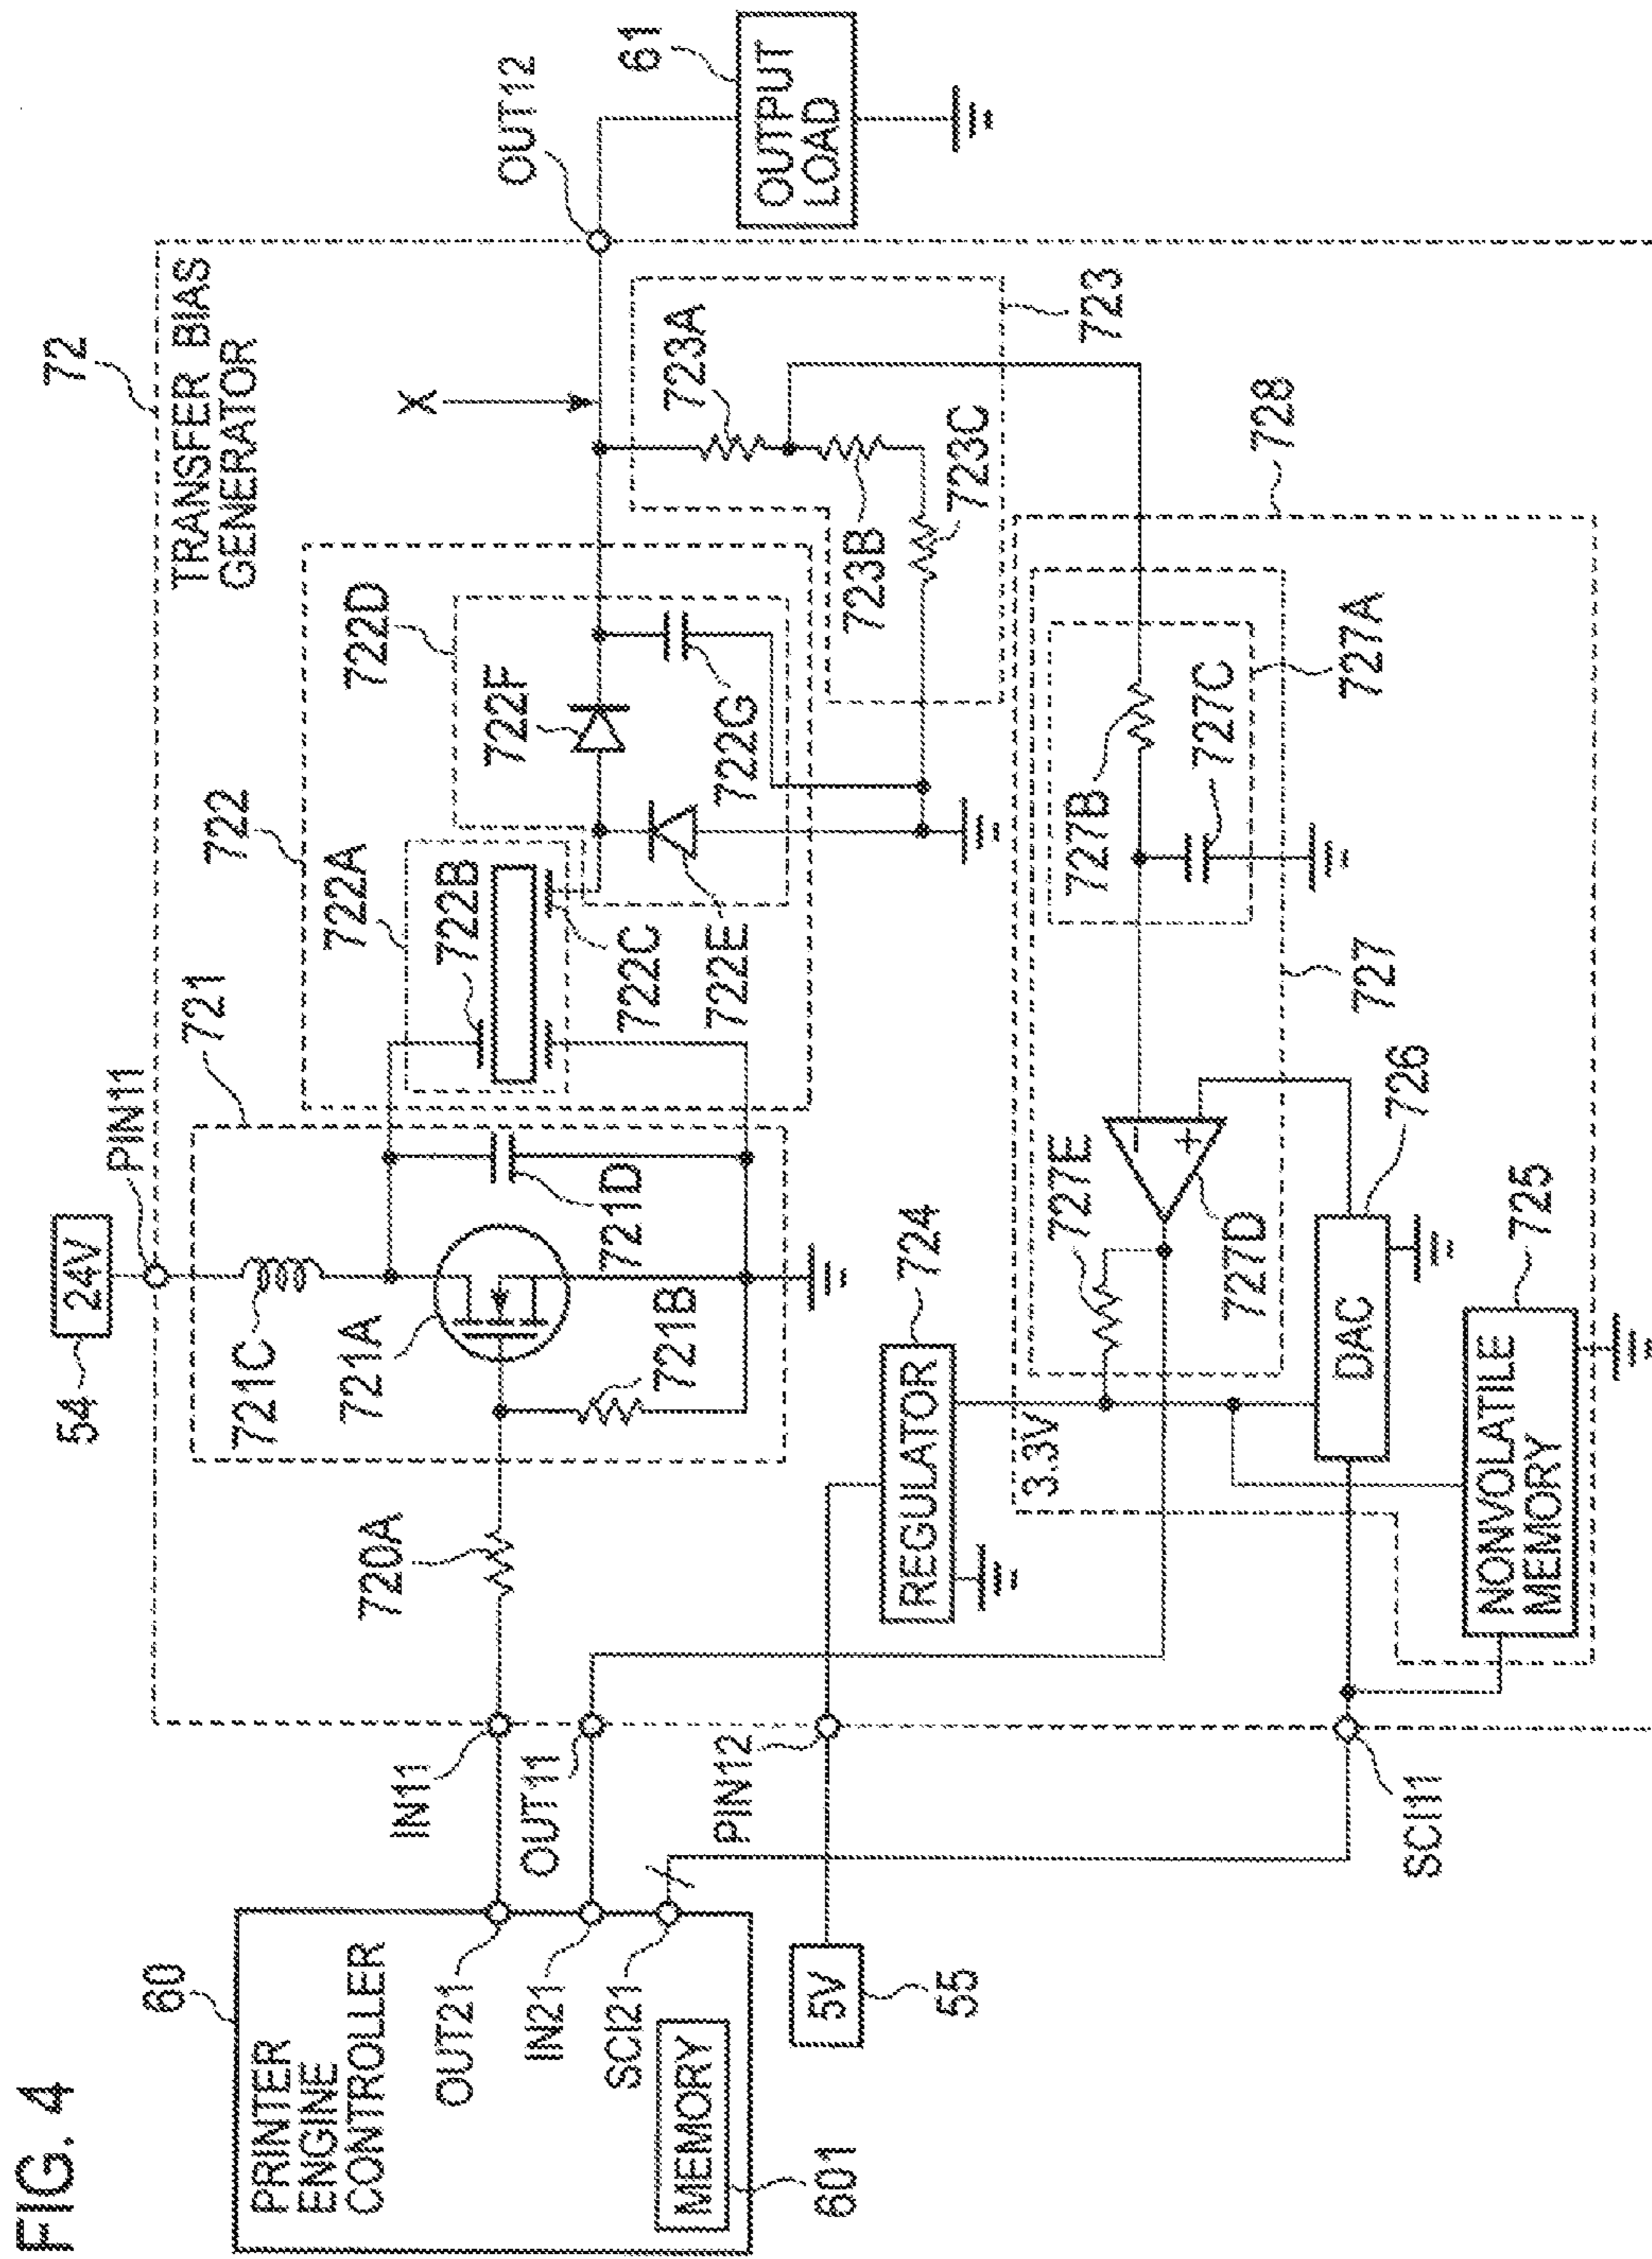 FIG. 4
60
PRINTER
ENGINE
CONTROLLER
OUT21
IN21
SCI21
MEMORY
601
5V
55
IN11
OUT11
PIN12
SCI11
54
24V
PIN11
72
TRANSFER BIAS
GENERATOR
720A
721
721C
721A
721B
721D
722
722A
722B
722C
722D
722E
722F
722G
X
OUT12
61
OUTPUT
LOAD
723
723A
723B
723C
724
REGULATOR
3.3V
728
727
727A
727B
727C
727D
727E
−
+
DAC
726
NONVOLATILE
MEMORY
725